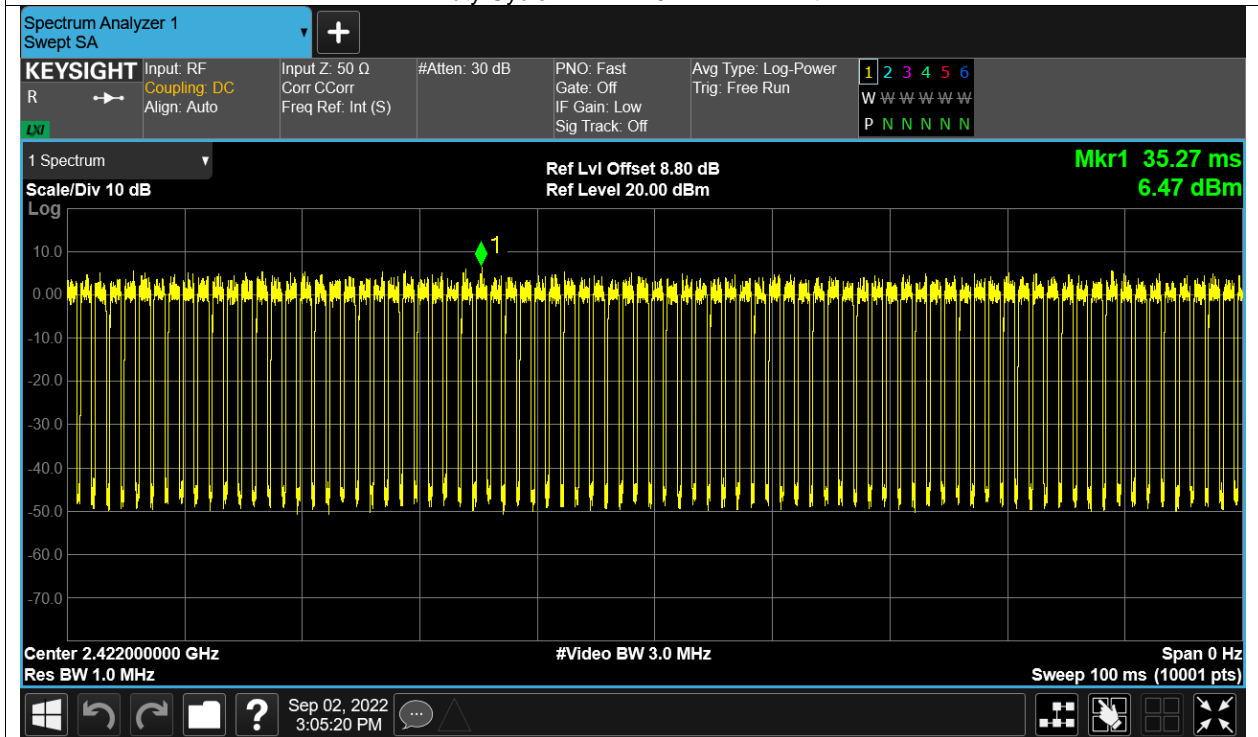 Spectrum Analyzer 1
Swept SA
KEYSIGHT
R
LXI
Input: RF
Coupling: DC
Align: Auto
Input Z: 50 Ω
Corr CCorr
Freq Ref: Int (S)
#Atten: 30 dB
PNO: Fast
Gate: Off
IF Gain: Low
Sig Track: Off
Avg Type: Log-Power
Trig: Free Run
1 2 3 4 5 6
W W W W W W
P N N N N N
1 Spectrum
Scale/Div 10 dB
Log
Ref Lvl Offset 8.80 dB
Ref Level 20.00 dBm
Mkr1 35.27 ms
6.47 dBm
1
10.0
0.00
-10.0
-20.0
-30.0
-40.0
-50.0
-60.0
-70.0
Center 2.422000000 GHz
Res BW 1.0 MHz
#Video BW 3.0 MHz
Span 0 Hz
Sweep 100 ms (10001 pts)
?
Sep 02, 2022
3:05:20 PM